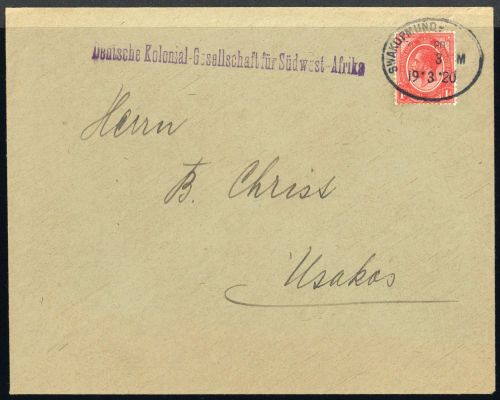 Deutsche Kolonial-Gesellschaft für Südwest-Afrika
SWAKOPMUND
3 M
19 3 20
Herrn
B. Christ
Usakos